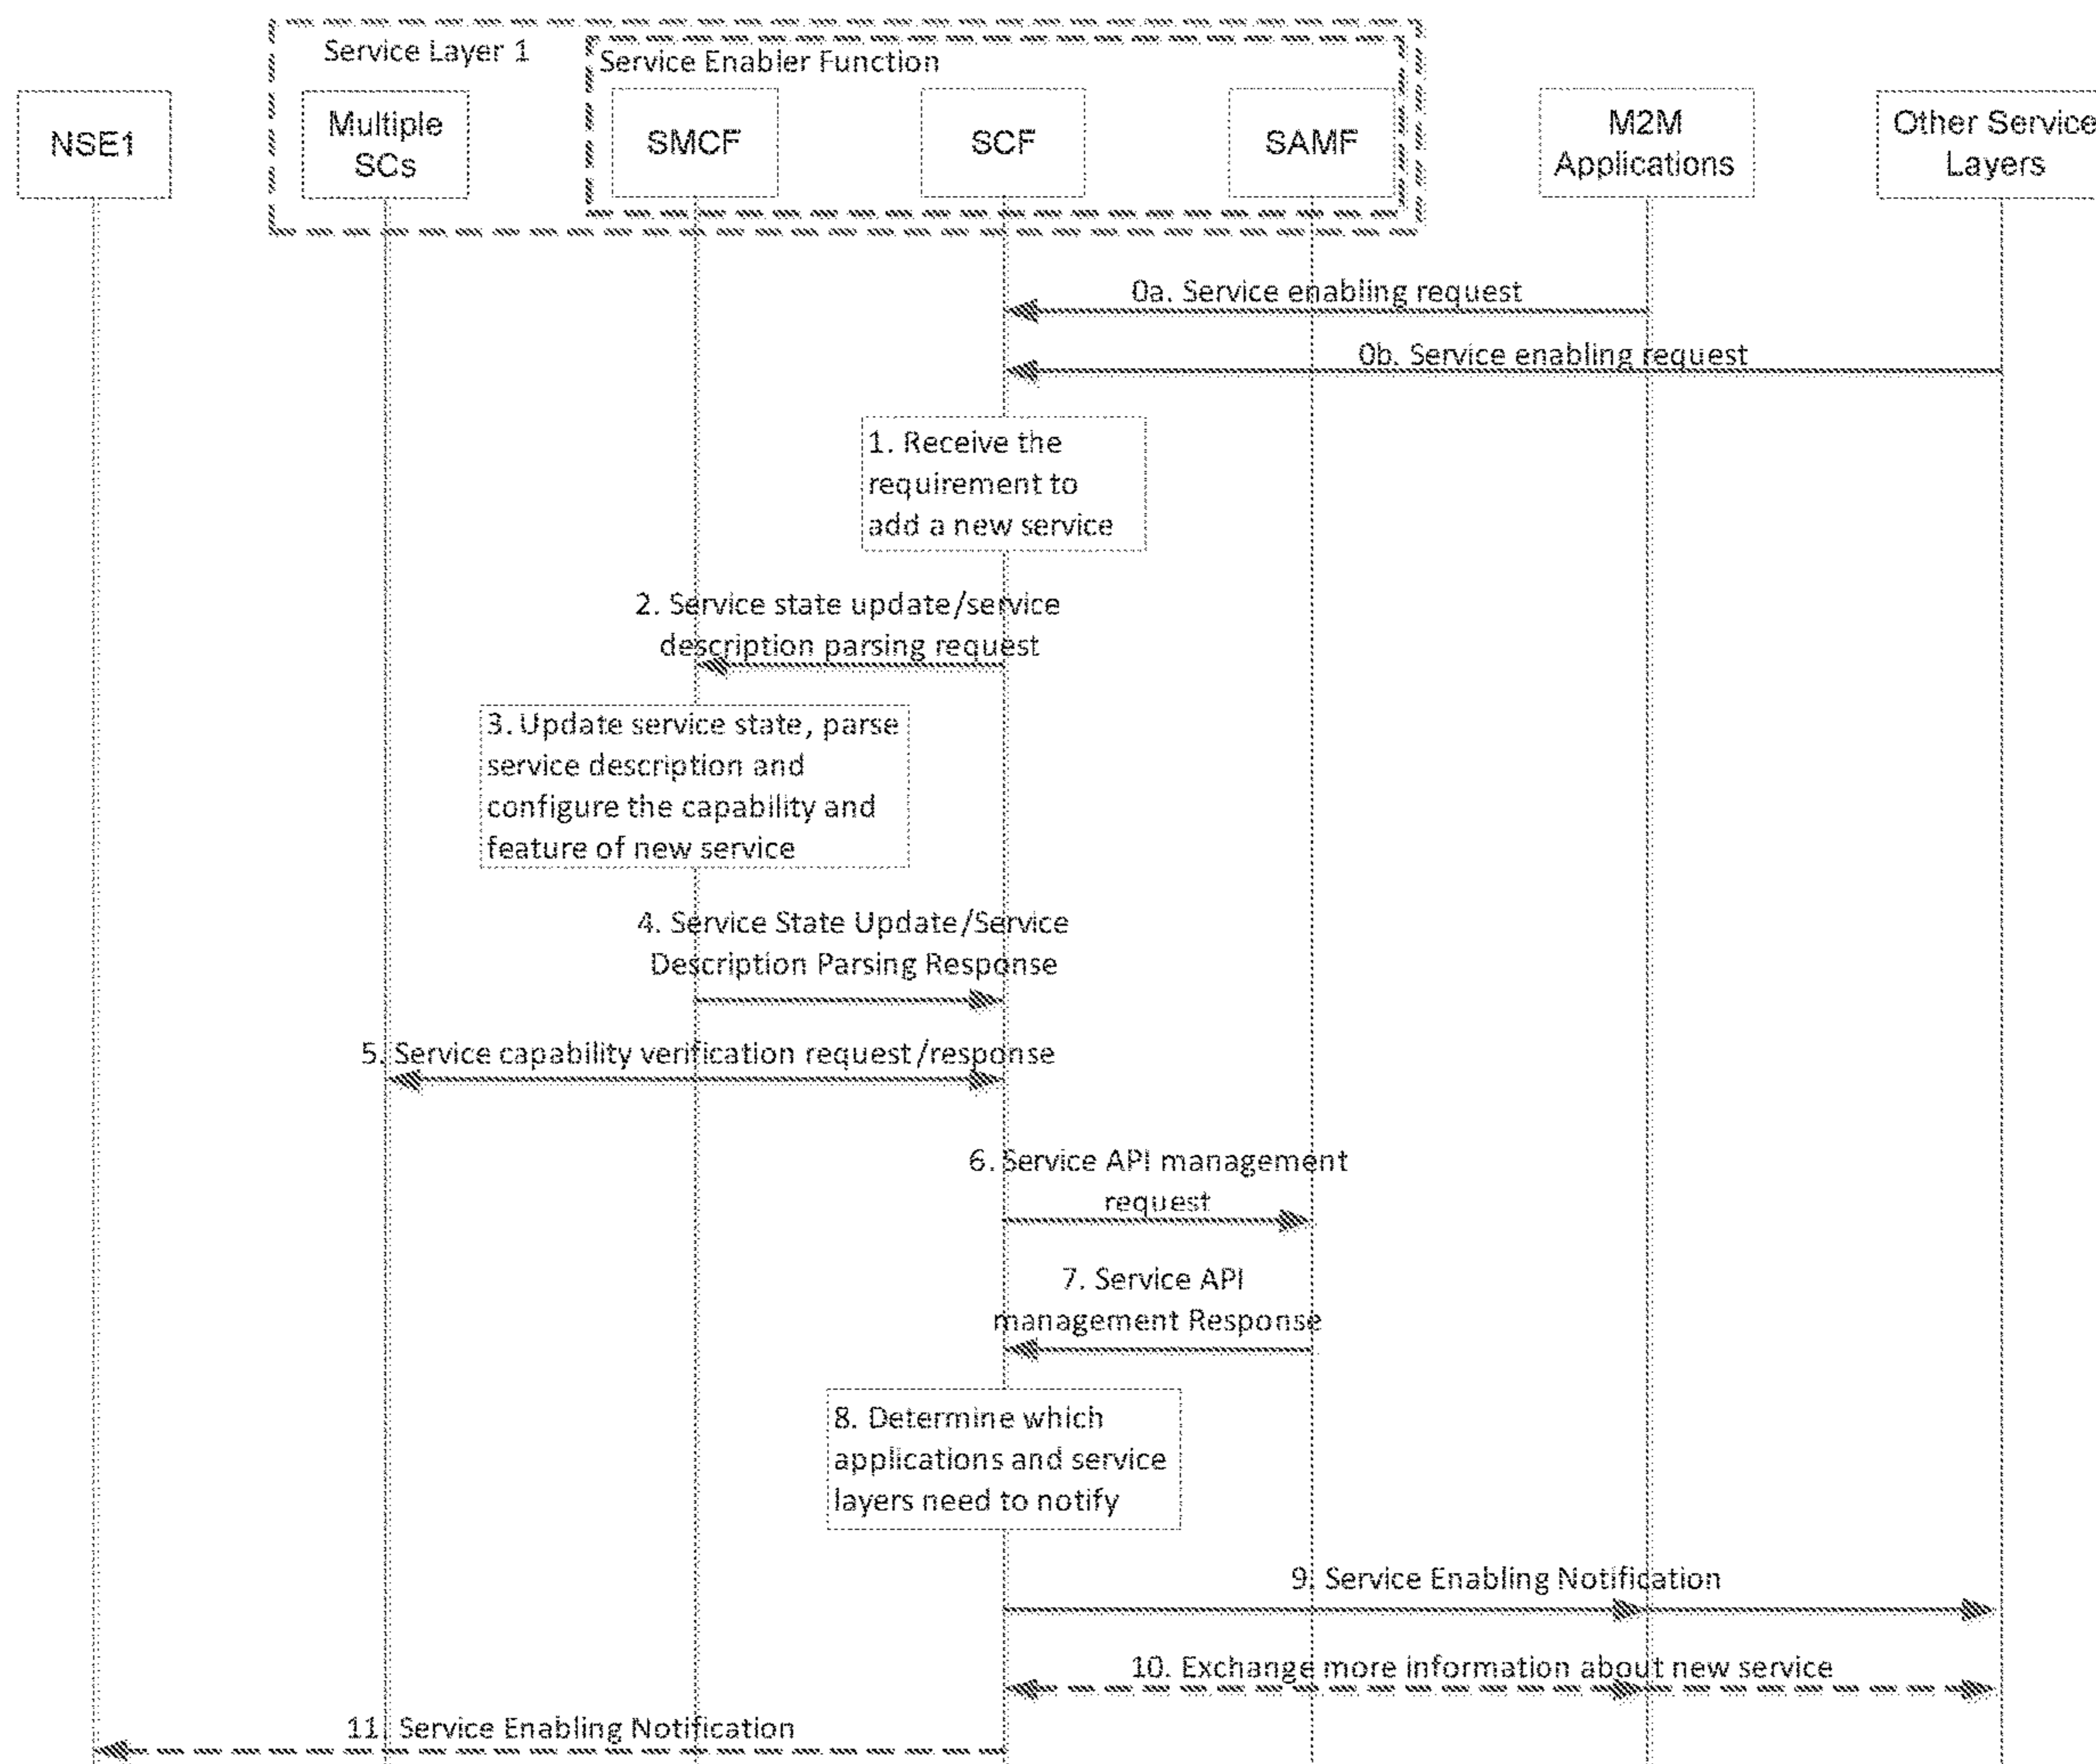 Service Layer 1
Service Enabler Function
NSE1
Multiple
SCs
SMCF
SCF
SAMF
M2M
Applications
Other Service
Layers
0a. Service enabling request
0b. Service enabling request
1. Receive the
requirement to
add a new service
2. Service state update/service
description parsing request
3. Update service state, parse
service description and
configure the capability and
feature of new service
4. Service State Update/Service
Description Parsing Response
5. Service capability verification request/response
6. Service API management
request
7. Service API
management Response
8. Determine which
applications and service
layers need to notify
9. Service Enabling Notification
10. Exchange more information about new service
11. Service Enabling Notification